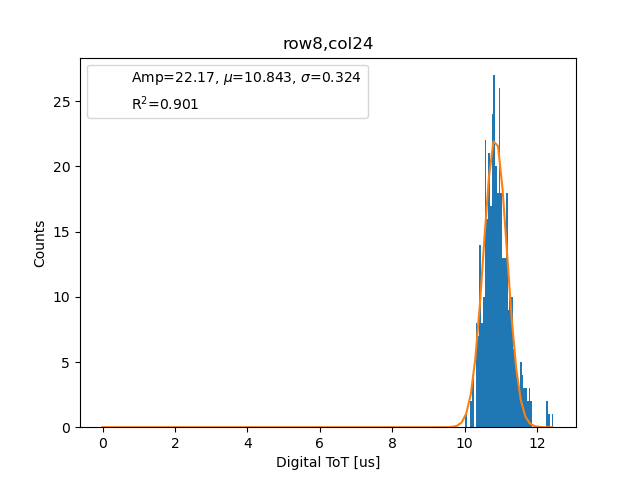 row8,col24
Amp=22.17, μ=10.843, σ=0.324
R²=0.901
25
20
15
10
5
0
Counts
0 2 4 6 8 10 12
Digital ToT [us]